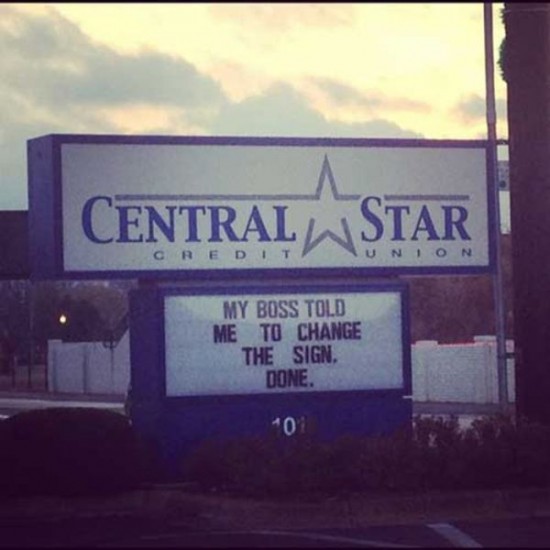 CENTRAL STAR
CREDIT UNION
MY BOSS TOLD
ME TO CHANGE
THE SIGN.
DONE.